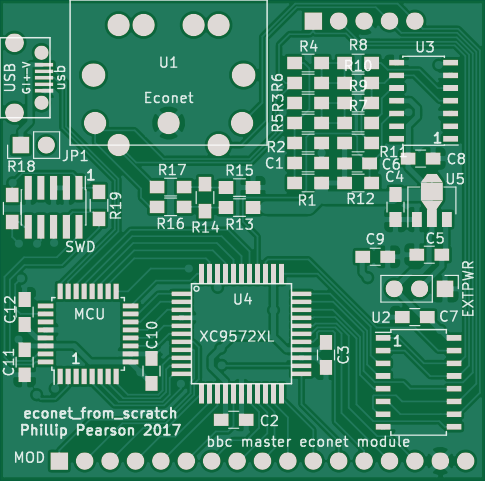 U1
Econet
USB
G i + V
usb
R4
R8
U3
R10
R6
R9
R3
R7
R5
R2
R11
1
C1
C6
C8
R18
JP1
R17
R15
C4
U5
1
R19
R16
R14
R13
R1
R12
SWD
C9
C5
EXTPWR
U4
C12
MCU
C10
XC9572XL
U2
C7
C3
1
C11
1
econet_from_scratch
Phillip Pearson 2017
C2
bbc master econet module
MOD